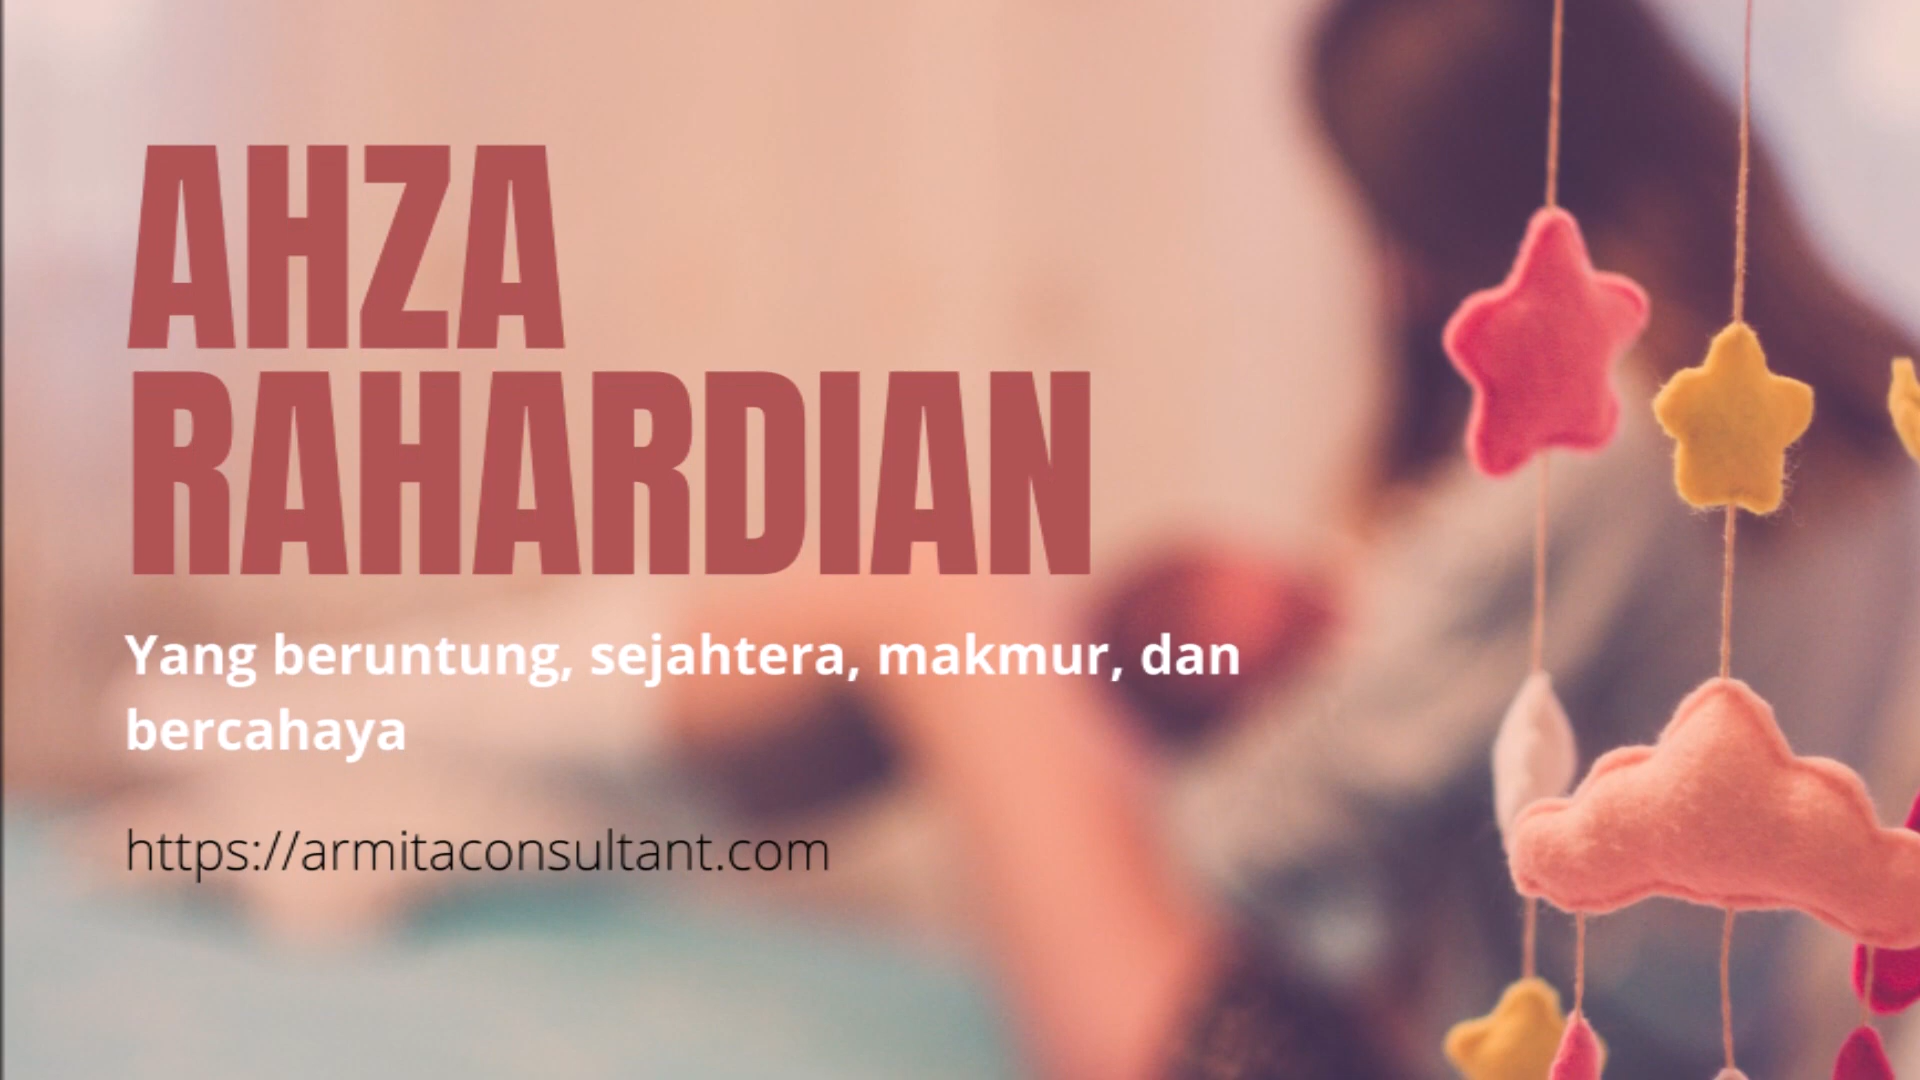 AHZA
RAHARDIAN
Yang beruntung, sejahtera, makmur, dan
bercahaya
https://armitaconsultant.com